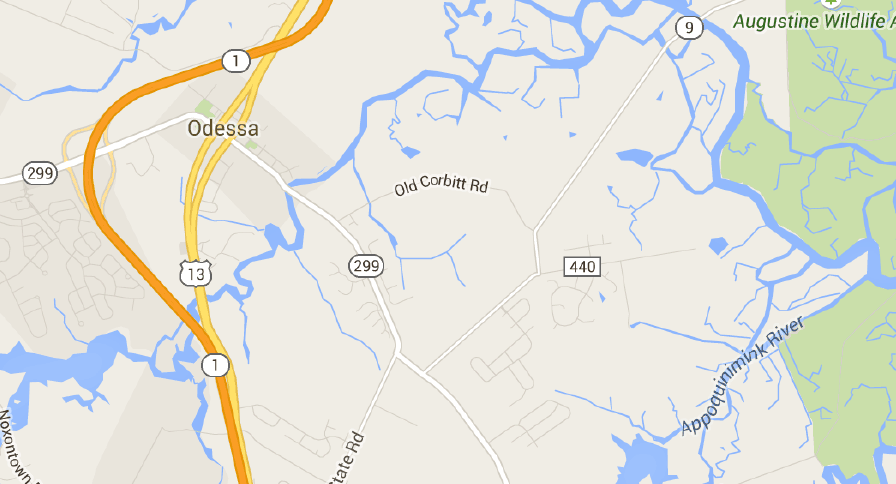 9
Augustine Wildlife A
1
Odessa
299
Old Corbitt Rd
299
440
13
1
Appoquinimink River
Noxontown
State Rd